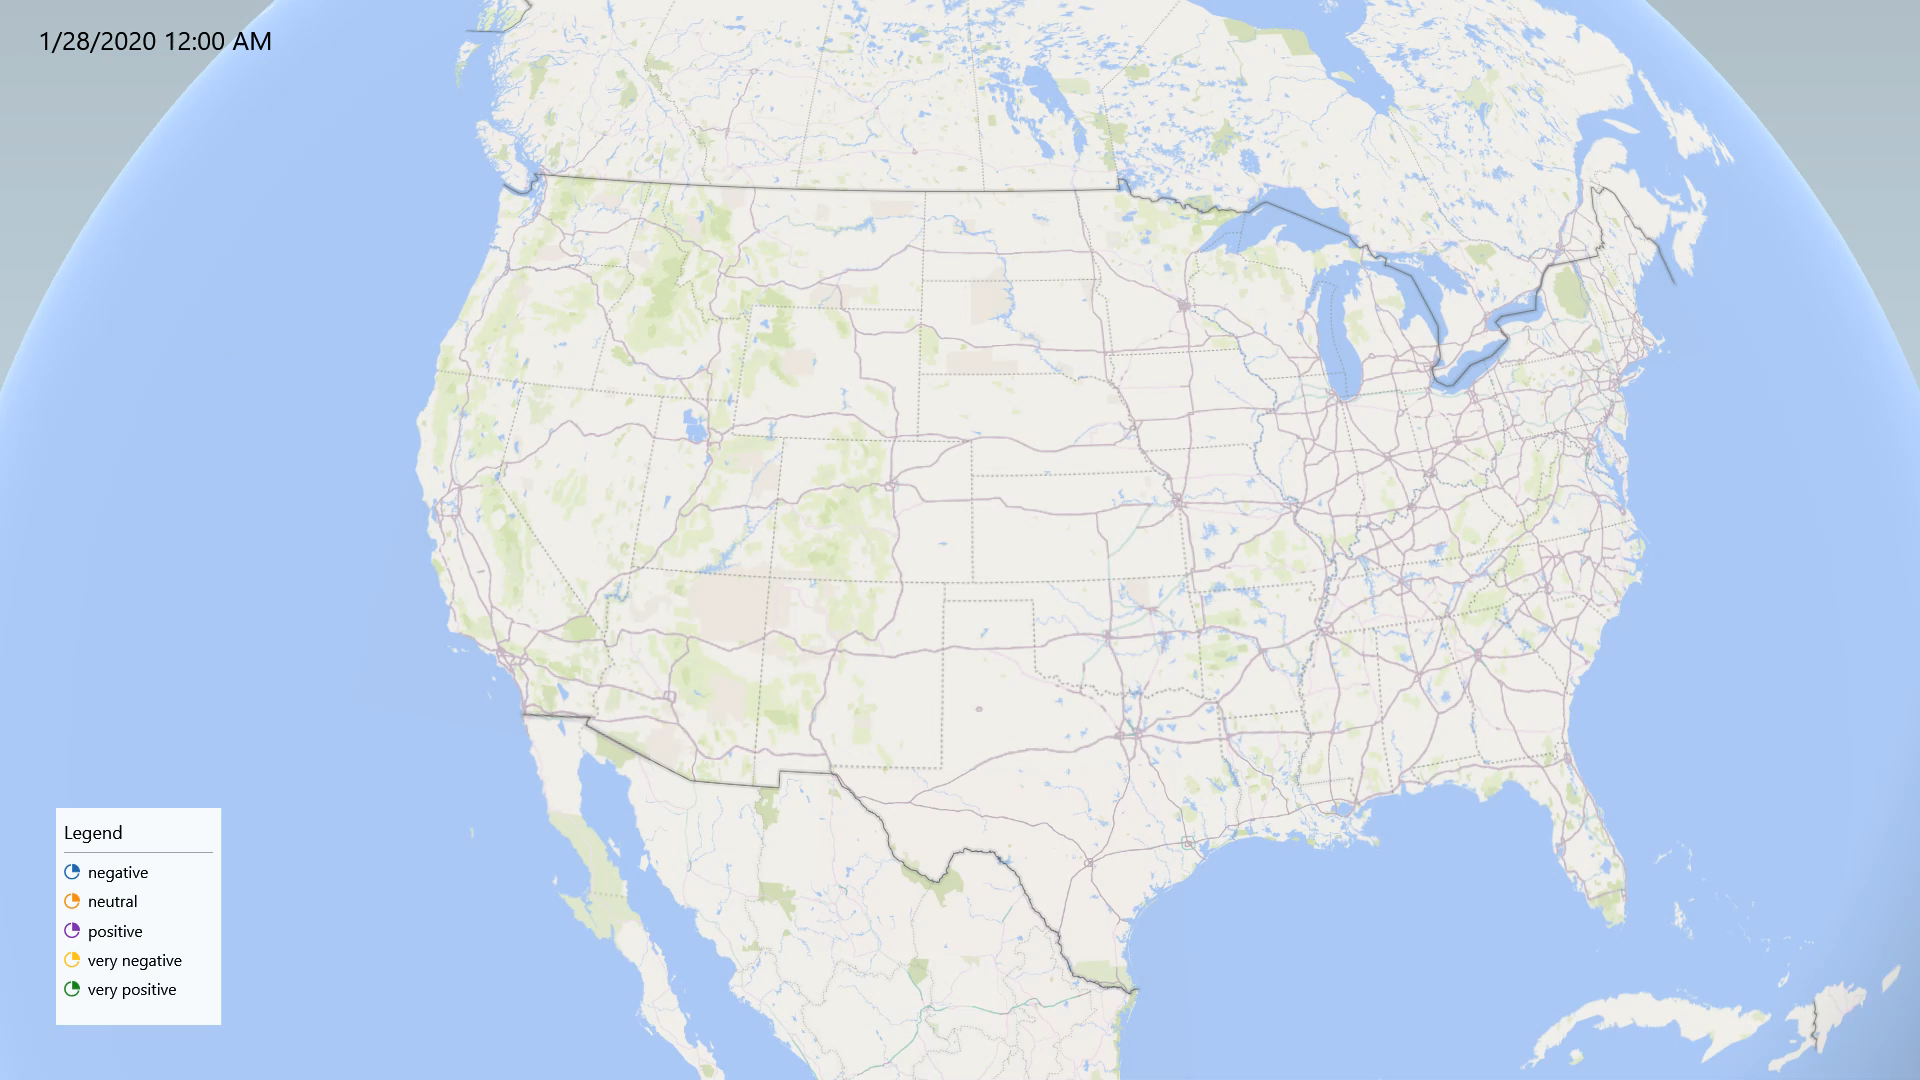 1/28/2020 12:00 AM
Legend
negative
neutral
positive
very negative
very positive